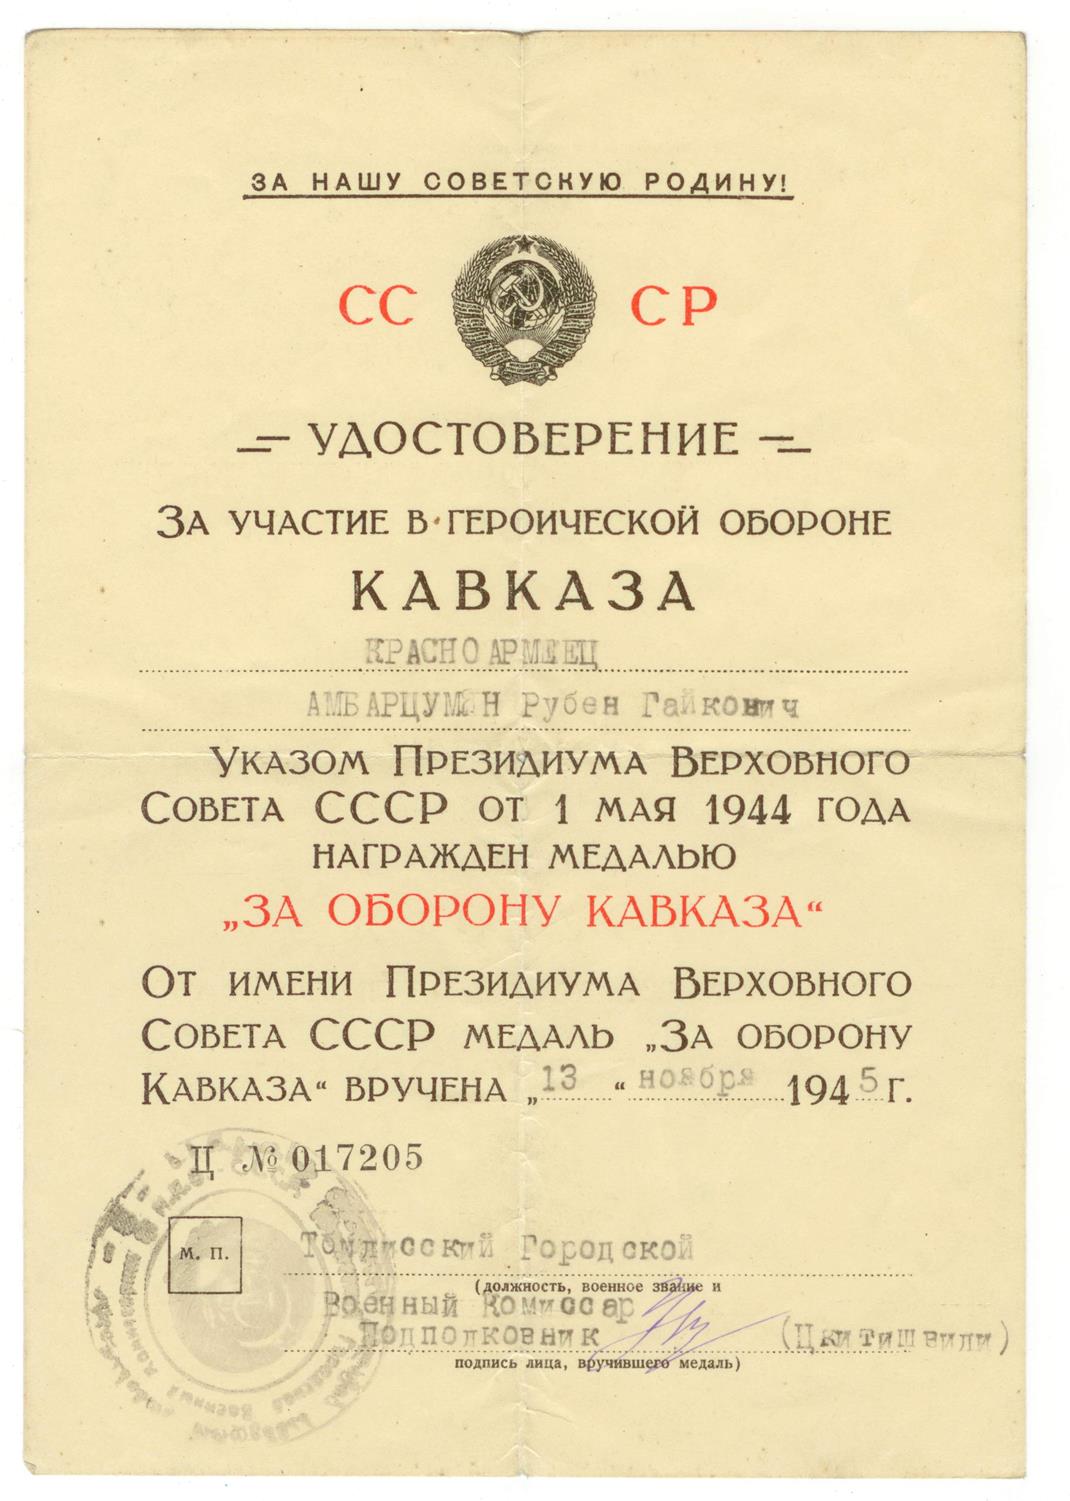 ЗА НАШУ СОВЕТСКУЮ РОДИНУ!
СС СР
УДОСТОВЕРЕНИЕ
ЗА УЧАСТИЕ В ГЕРОИЧЕСКОЙ ОБОРОНЕ
КАВКАЗА
КРАСНОАРМЕЕЦ
АМБАРЦУМЯН Рубен Гайкович
УКАЗОМ ПРЕЗИДИУМА ВЕРХОВНОГО
СОВЕТА СССР ОТ 1 МАЯ 1944 ГОДА
НАГРАЖДЕН МЕДАЛЬЮ
„ЗА ОБОРОНУ КАВКАЗА“
ОТ ИМЕНИ ПРЕЗИДИУМА ВЕРХОВНОГО
СОВЕТА СССР МЕДАЛЬ „ЗА ОБОРОНУ
КАВКАЗА“ ВРУЧЕНА „13“ ноября 1945 Г.
Ц № 017205
М. П.
Городской
(должность, военное звание и
Военный Комиссар
Подполковник (Цкитишвили)
подпись лица, вручившего медаль)